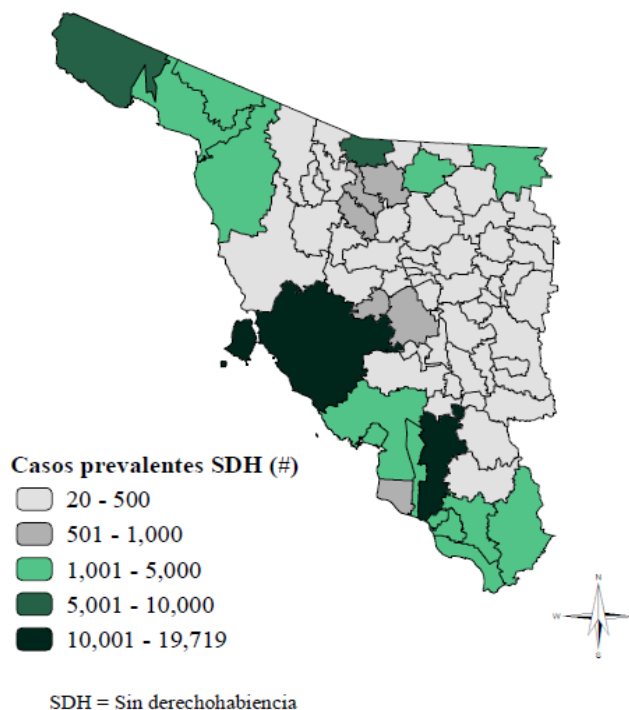 Casos prevalentes SDH (#)
20 - 500
501 - 1,000
1,001 - 5,000
5,001 - 10,000
10,001 - 19,719
N
W
E
S
SDH = Sin derechohabiencia